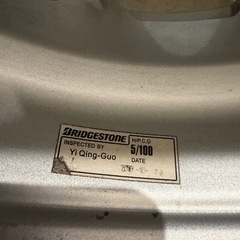 BRIDGESTONE
H/P.C.D
5/100
INSPECTED BY
Yi Qing-Guo
DATE